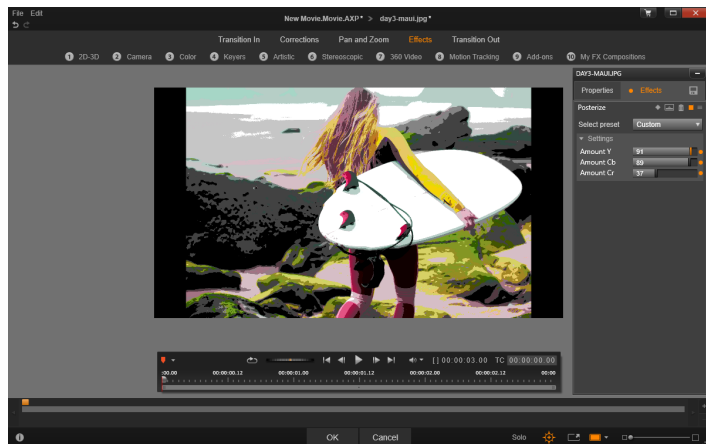 File Edit
New Movie.Movie.AXP* > day3-maui.jpg*
Transition In Corrections Pan and Zoom Effects Transition Out
1 2D-3D 2 Camera 3 Color 4 Keyers 5 Artistic 6 Stereoscopic 7 360 Video 8 Motion Tracking 9 Add-ons 10 My FX Compositions
DAY3-MAUI.JPG
Properties Effects
Posterize
Select preset Custom
Settings
Amount Y 91
Amount Cb 89
Amount Cr 37
[ ] 00:00:03.00 TC 00:00:00.00
:00.00 00:00:00.12 00:00:01.00 00:00:01.12 00:00:02.00 00:00:02.12 00:00
OK Cancel Solo